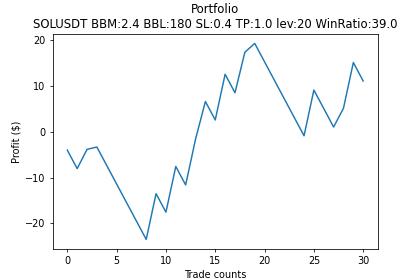 Portfolio
SOLUSDT BBM:2.4 BBL:180 SL:0.4 TP:1.0 lev:20 WinRatio:39.0
20
10
0
−10
−20
Profit ($)
0 5 10 15 20 25 30
Trade counts